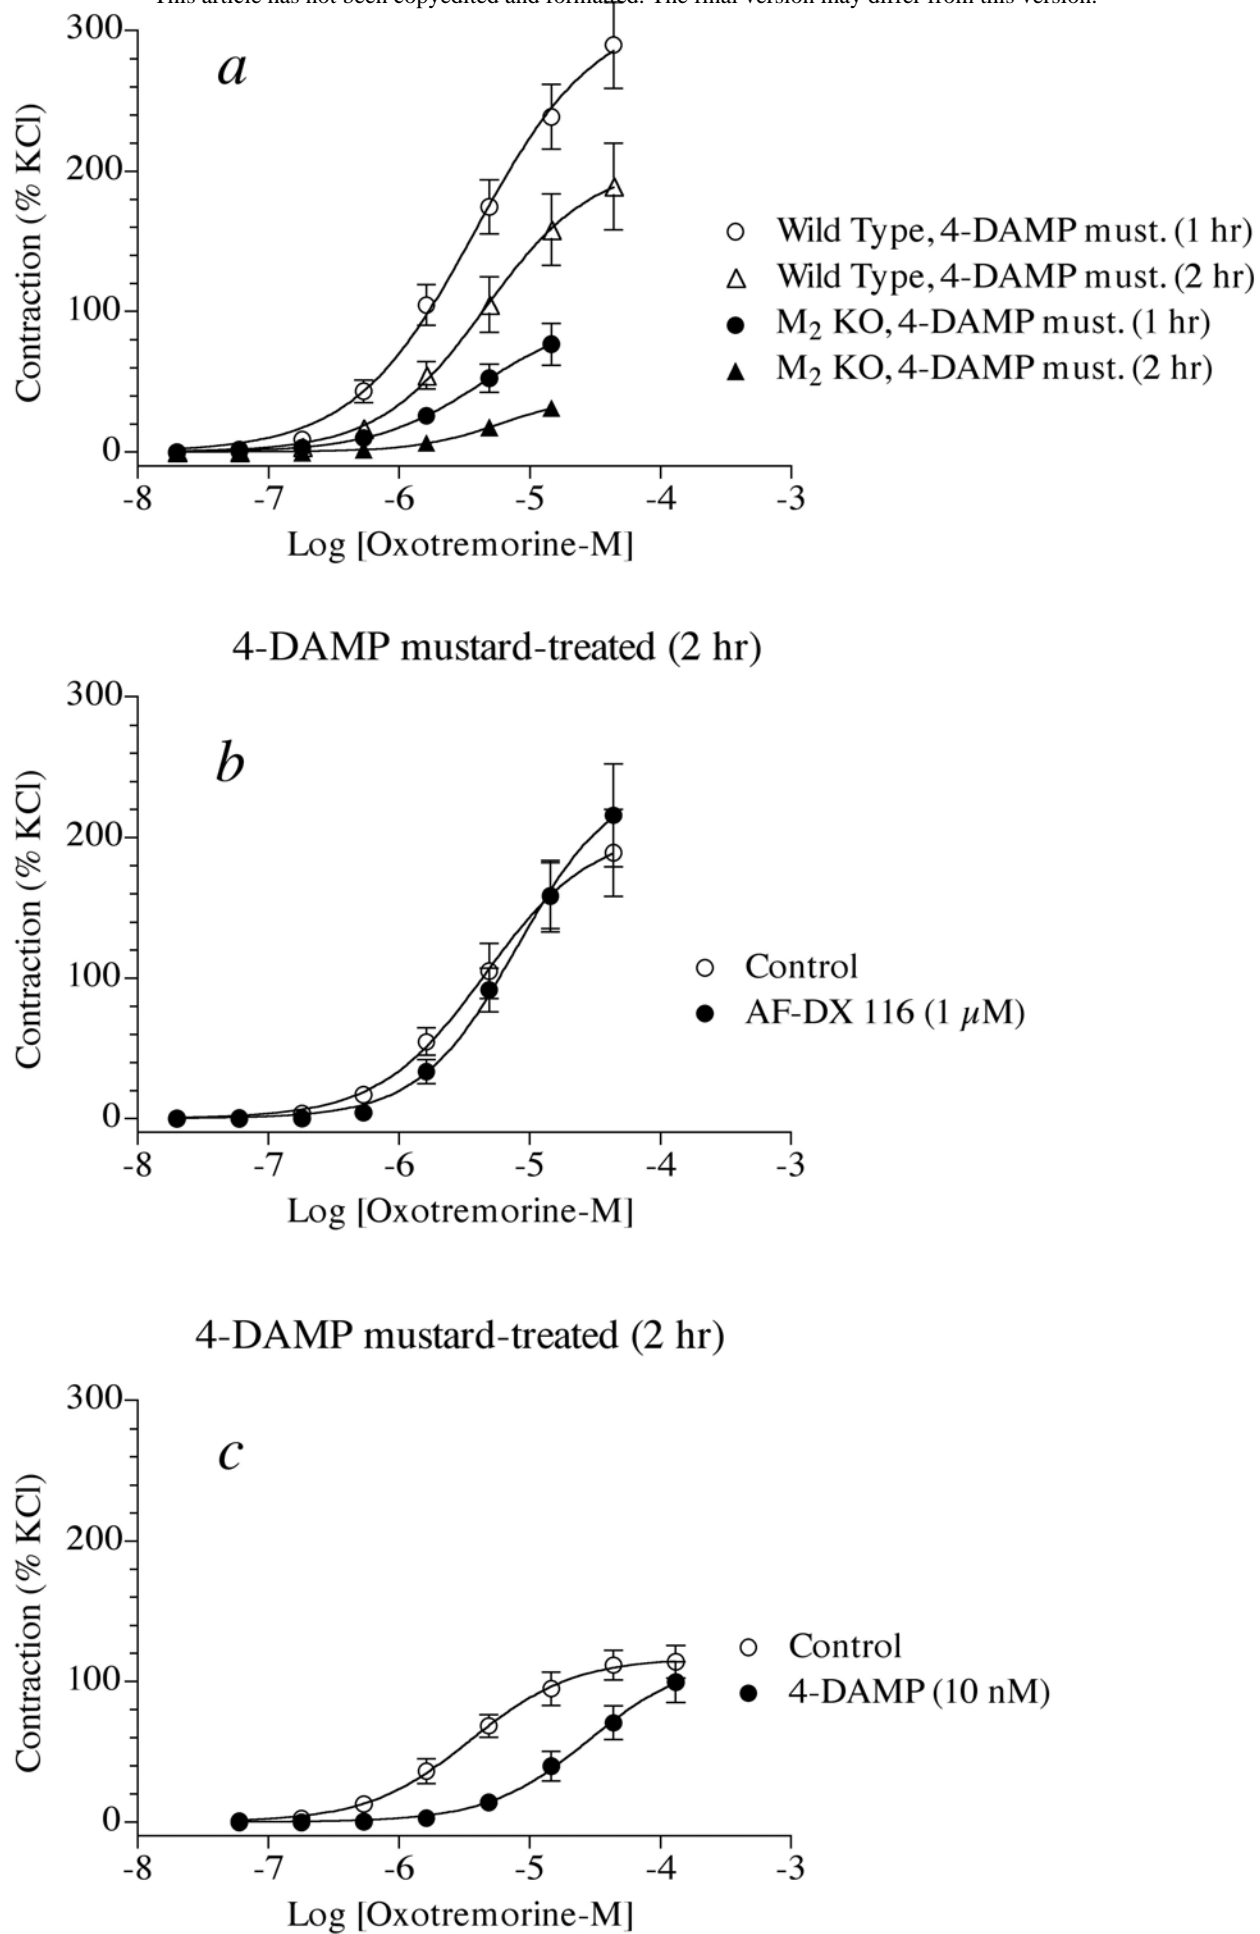 This article has not been copyedited and formatted. The final version may differ from this version.
a
300
200
100
0
Contraction (% KCl)
-8 -7 -6 -5 -4 -3
Log [Oxotremorine-M]
Wild Type, 4-DAMP must. (1 hr)
Wild Type, 4-DAMP must. (2 hr)
M₂ KO, 4-DAMP must. (1 hr)
M₂ KO, 4-DAMP must. (2 hr)
4-DAMP mustard-treated (2 hr)
b
300
200
100
0
Contraction (% KCl)
-8 -7 -6 -5 -4 -3
Log [Oxotremorine-M]
Control
AF-DX 116 (1 µM)
4-DAMP mustard-treated (2 hr)
c
300
200
100
0
Contraction (% KCl)
-8 -7 -6 -5 -4 -3
Log [Oxotremorine-M]
Control
4-DAMP (10 nM)